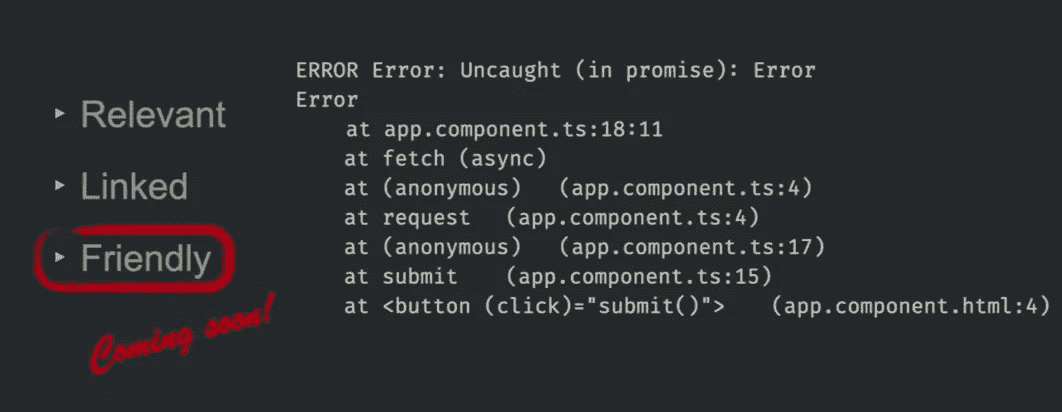 Relevant
Linked
Friendly
Coming soon!
ERROR Error: Uncaught (in promise): Error
Error
at app.component.ts:18:11
at fetch (async)
at (anonymous) (app.component.ts:4)
at request (app.component.ts:4)
at (anonymous) (app.component.ts:17)
at submit (app.component.ts:15)
at <button (click)="submit()"> (app.component.html:4)